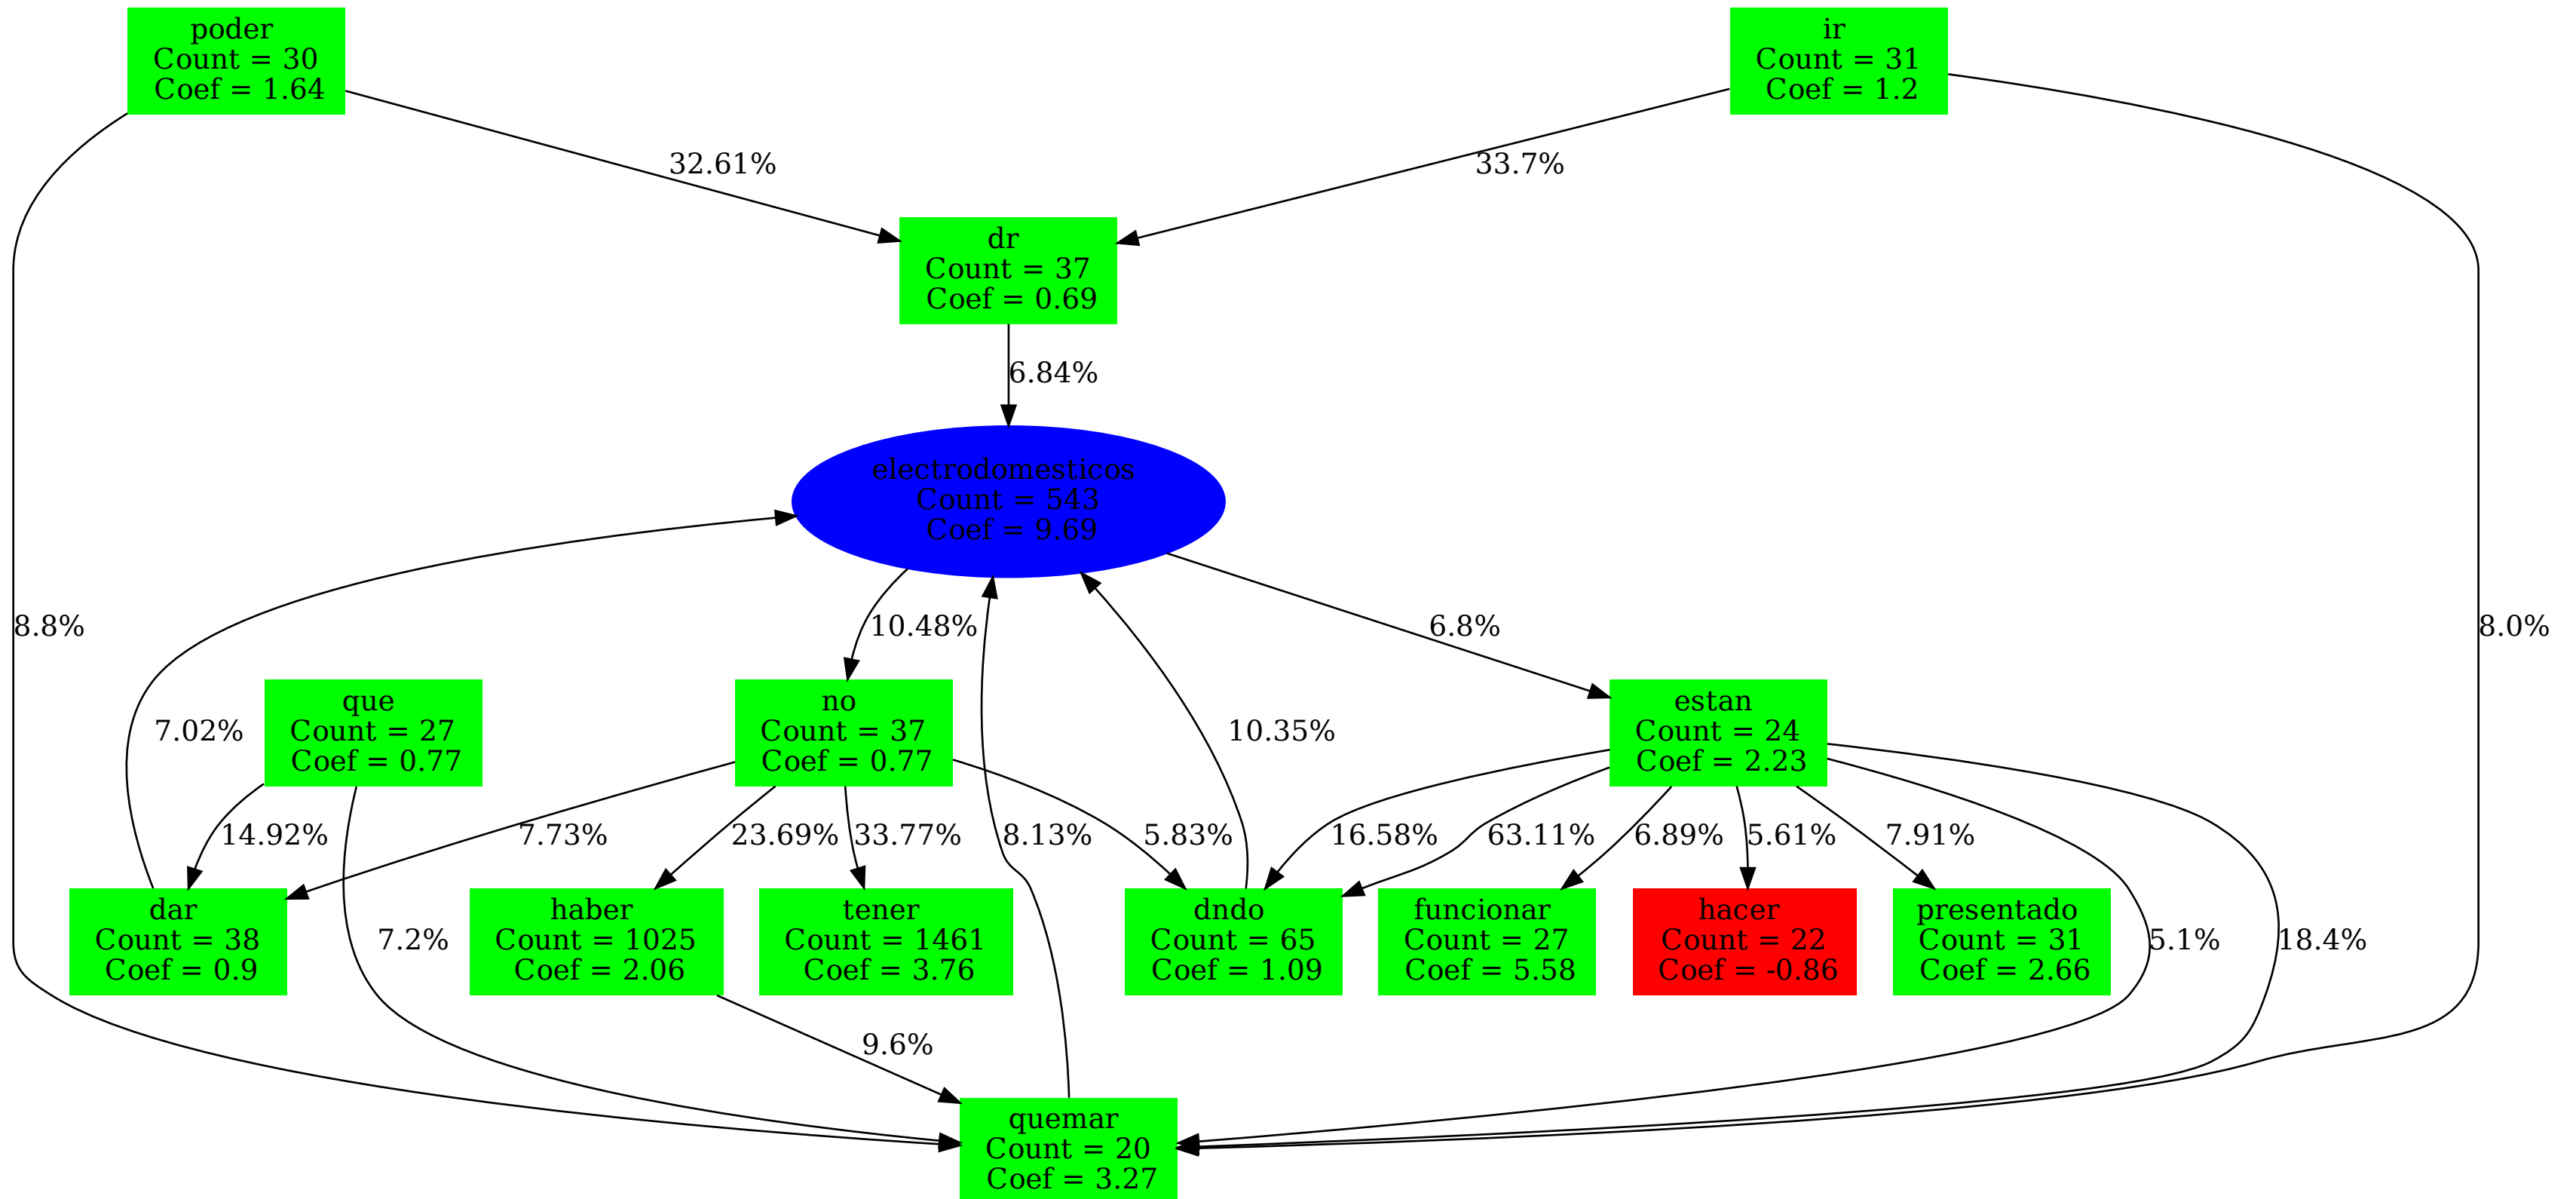 poder
Count = 30
Coef = 1.64
ir
Count = 31
Coef = 1.2
32.61%
33.7%
dr
Count = 37
Coef = 0.69
6.84%
electrodomesticos
Count = 543
Coef = 9.69
8.8%
10.48%
6.8%
8.0%
7.02%
que
Count = 27
Coef = 0.77
no
Count = 37
Coef = 0.77
10.35%
estan
Count = 24
Coef = 2.23
14.92%
7.73%
23.69%
33.77%
8.13%
5.83%
16.58%
63.11%
6.89%
5.61%
7.91%
dar
Count = 38
Coef = 0.9
7.2%
haber
Count = 1025
Coef = 2.06
tener
Count = 1461
Coef = 3.76
dndo
Count = 65
Coef = 1.09
funcionar
Count = 27
Coef = 5.58
hacer
Count = 22
Coef = -0.86
presentado
Count = 31
Coef = 2.66
5.1%
18.4%
9.6%
quemar
Count = 20
Coef = 3.27